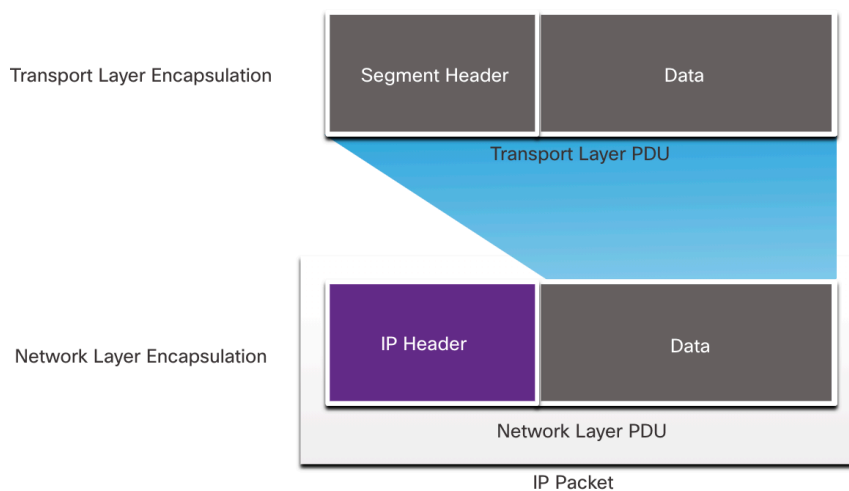 Transport Layer Encapsulation
Segment Header
Data
Transport Layer PDU
Network Layer Encapsulation
IP Header
Data
Network Layer PDU
IP Packet